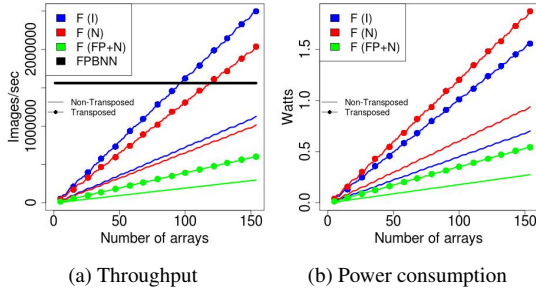 F (I)
F (N)
F (FP+N)
FPBNN
Non-Transposed
Transposed
Images/sec
0
1000000
2000000
0
50
100
150
Number of arrays
(a) Throughput
F (I)
F (N)
F (FP+N)
Non-Transposed
Transposed
Watts
0.0
0.5
1.0
1.5
0
50
100
150
Number of arrays
(b) Power consumption